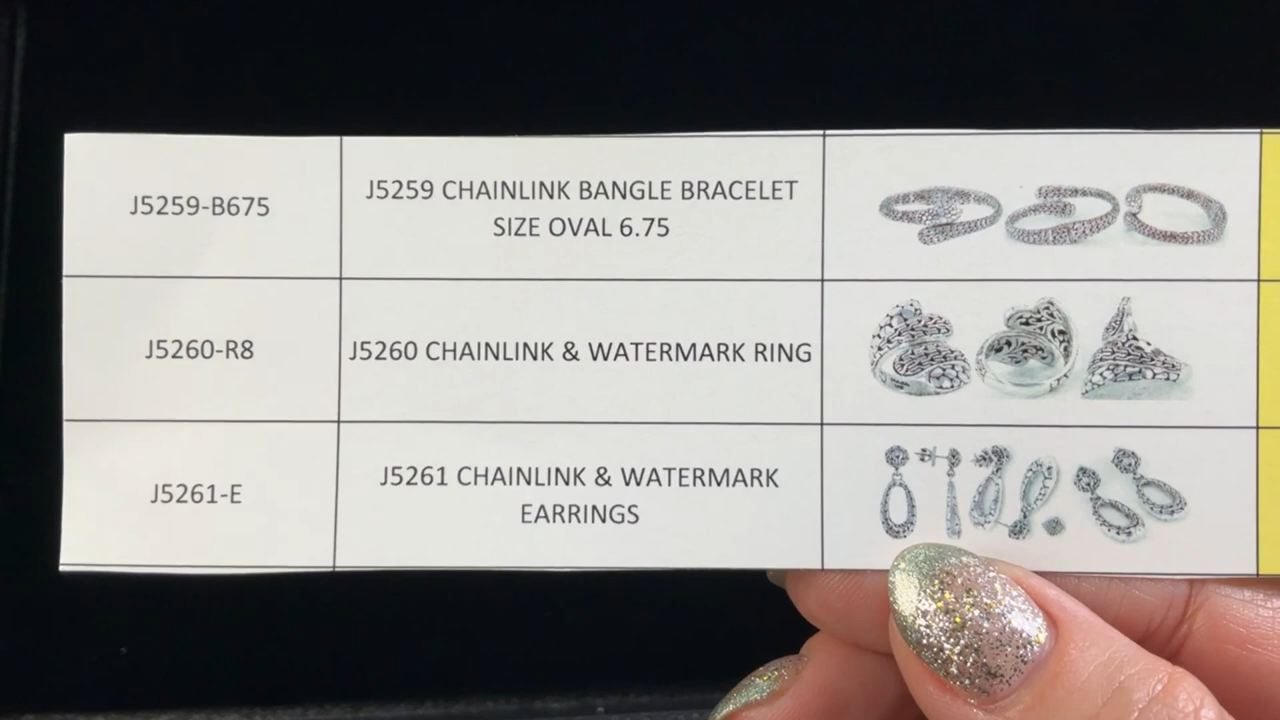 J5259-B675
J5259 CHAINLINK BANGLE BRACELET
SIZE OVAL 6.75
J5260-R8
J5260 CHAINLINK & WATERMARK RING
J5261-E
J5261 CHAINLINK & WATERMARK
EARRINGS